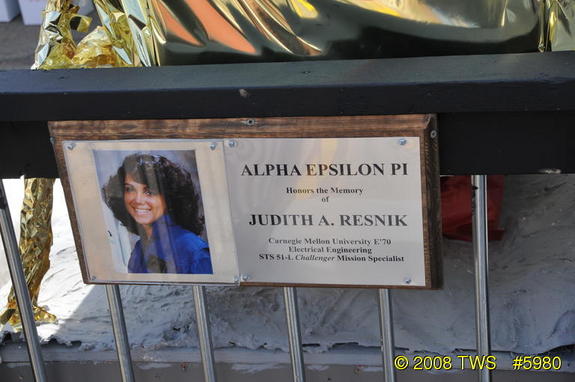 ALPHA EPSILON PI
Honors the Memory
of
JUDITH A. RESNIK
Carnegie Mellon University E'70
Electrical Engineering
STS 51-L Challenger Mission Specialist
© 2008 TWS #5980